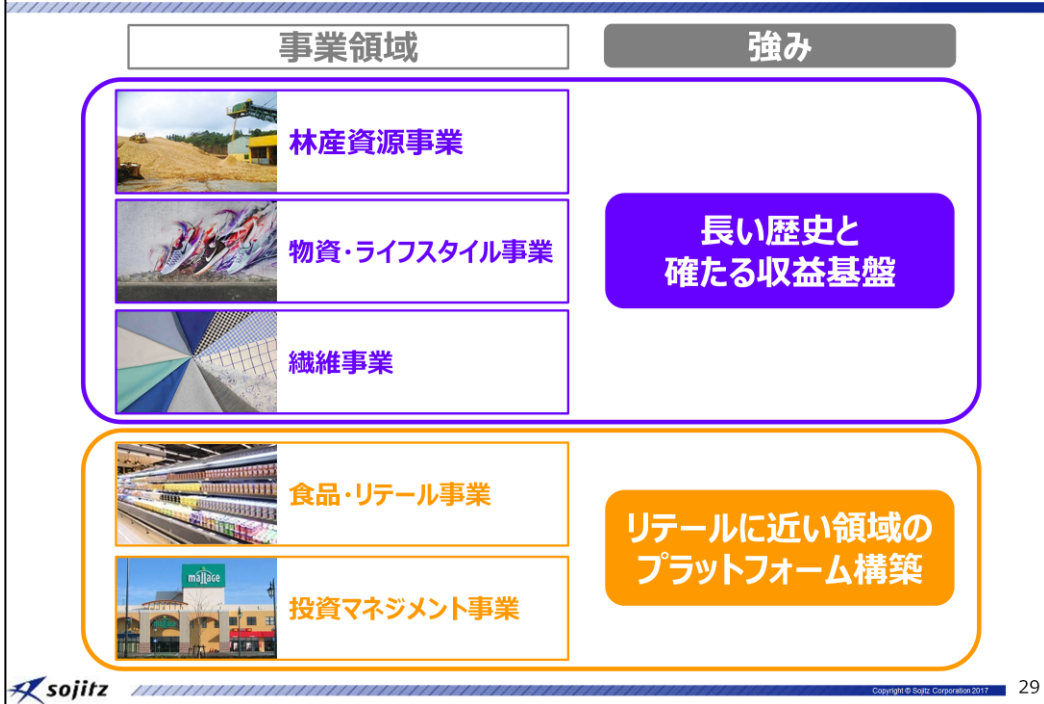 事業領域
強み
林産資源事業
物資・ライフスタイル事業
繊維事業
長い歴史と
確たる収益基盤
食品・リテール事業
mallage
投資マネジメント事業
リテールに近い領域の
プラットフォーム構築
sojitz
Copyright © Sojitz Corporation 2017
29